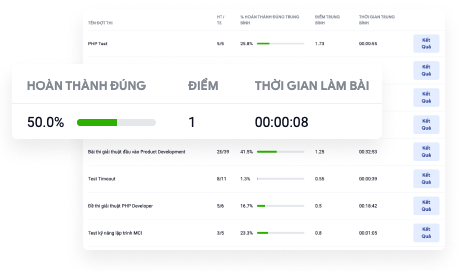 TÊN ĐỢT THI HT / TS % HOÀN THÀNH ĐÚNG TRUNG BÌNH ĐIỂM TRUNG BÌNH THỜI GIAN TRUNG BÌNH
PHP Test 5/6 25.8% 1.73 00:00:55 Kết Quả
Kết Quả
HOÀN THÀNH ĐÚNG ĐIỂM THỜI GIAN LÀM BÀI
Kết Quả
50.0% 1 00:00:08
Kết Quả
Bài thi giải thuật đầu vào Product Development 26/39 41.5% 1.25 00:32:53 Kết Quả
Test Timeout 8/11 1.3% 0.55 00:00:39 Kết Quả
Đề thi giải thuật PHP Developer 5/6 16.7% 0.5 00:18:42 Kết Quả
Test kỹ năng lập trình MCI 3/5 23.3% 0.8 00:01:05 Kết Quả